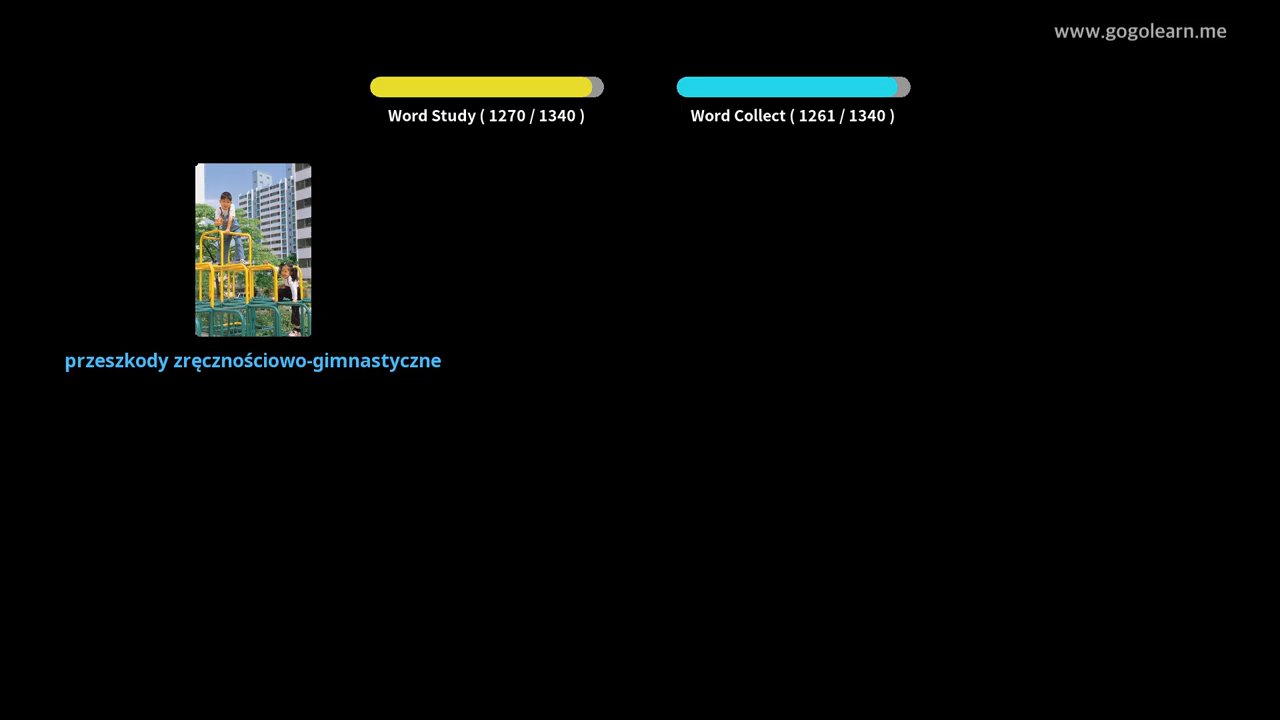 www.gogolearn.me
Word Study ( 1270 / 1340 )
Word Collect ( 1261 / 1340 )
przeszkody zręcznościowo-gimnastyczne